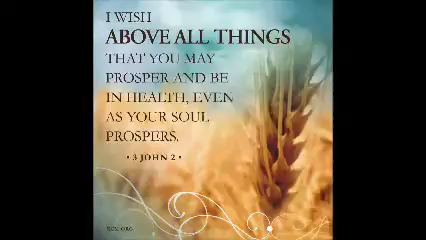 I WISH
ABOVE ALL THINGS
THAT YOU MAY
PROSPER AND BE
IN HEALTH, EVEN
AS YOUR SOUL
PROSPERS.
• 3 JOHN 2 •